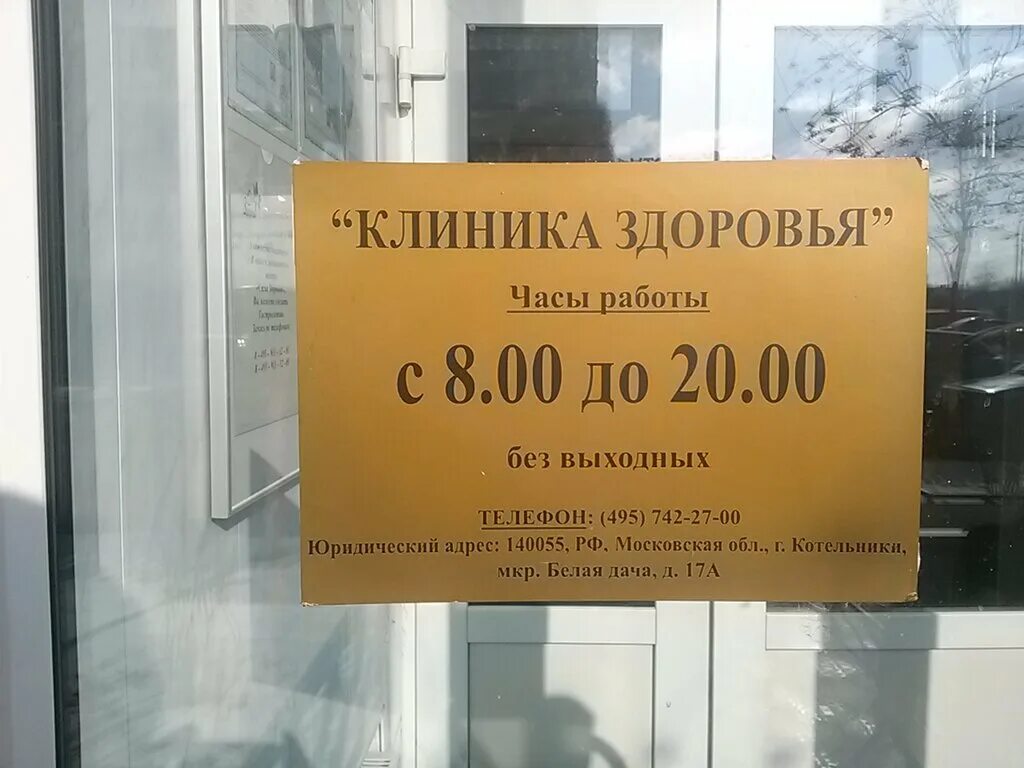 “КЛИНИКА ЗДОРОВЬЯ”
Часы работы
с 8.00 до 20.00
без выходных
ТЕЛЕФОН: (495) 742-27-00
Юридический адрес: 140055, РФ, Московская обл., г. Котельники,
мкр. Белая дача, д. 17А